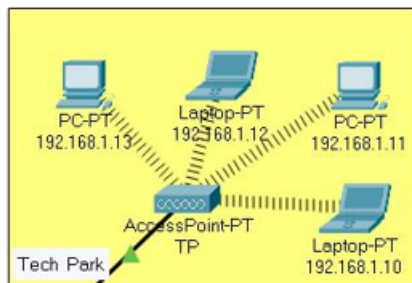 PC-PT
192.168.1.13
Laptop-PT
192.168.1.12
PC-PT
192.168.1.11
AccessPoint-PT
TP
Laptop-PT
192.168.1.10
Tech Park